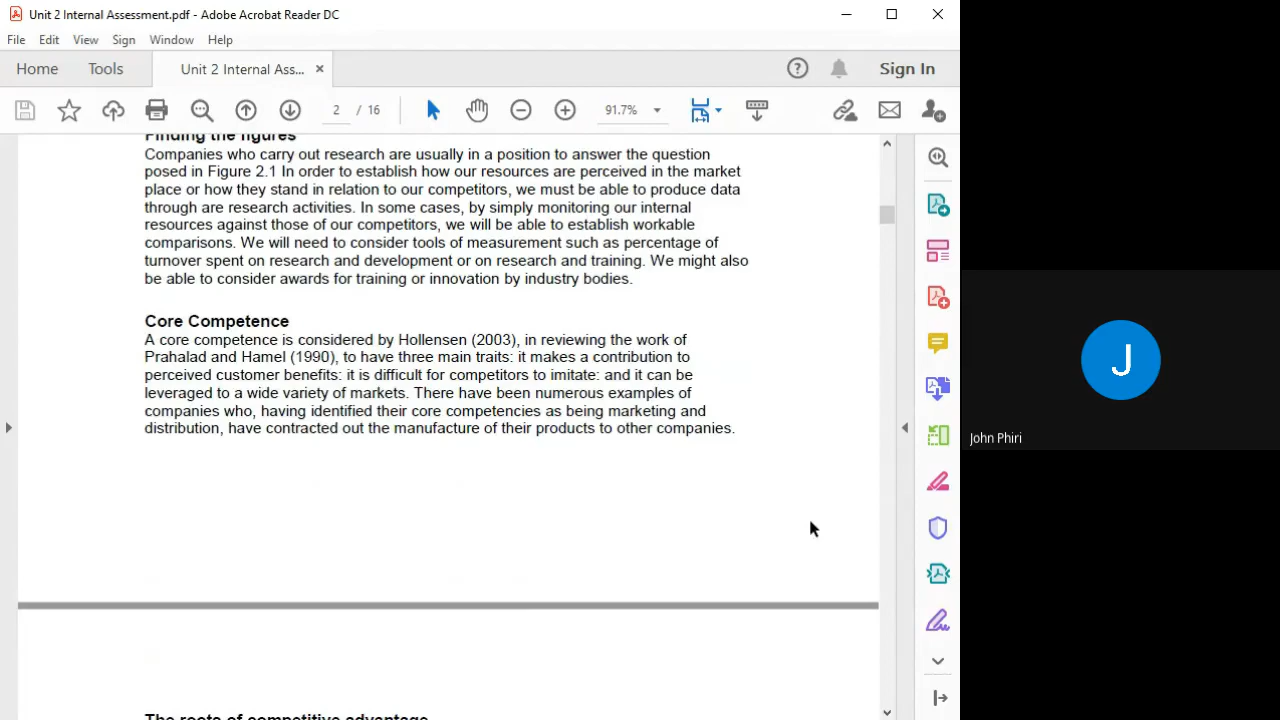 Unit 2 Internal Assessment.pdf - Adobe Acrobat Reader DC
File Edit View Sign Window Help
Home Tools Unit 2 Internal Ass... Sign In
2 / 16 91.7%
Finding the figures
Companies who carry out research are usually in a position to answer the question
posed in Figure 2.1 In order to establish how our resources are perceived in the market
place or how they stand in relation to our competitors, we must be able to produce data
through are research activities. In some cases, by simply monitoring our internal
resources against those of our competitors, we will be able to establish workable
comparisons. We will need to consider tools of measurement such as percentage of
turnover spent on research and development or on research and training. We might also
be able to consider awards for training or innovation by industry bodies.
Core Competence
A core competence is considered by Hollensen (2003), in reviewing the work of
Prahalad and Hamel (1990), to have three main traits: it makes a contribution to
perceived customer benefits: it is difficult for competitors to imitate: and it can be
leveraged to a wide variety of markets. There have been numerous examples of
companies who, having identified their core competencies as being marketing and
distribution, have contracted out the manufacture of their products to other companies.
The roots of competitive advantage
J
John Phiri